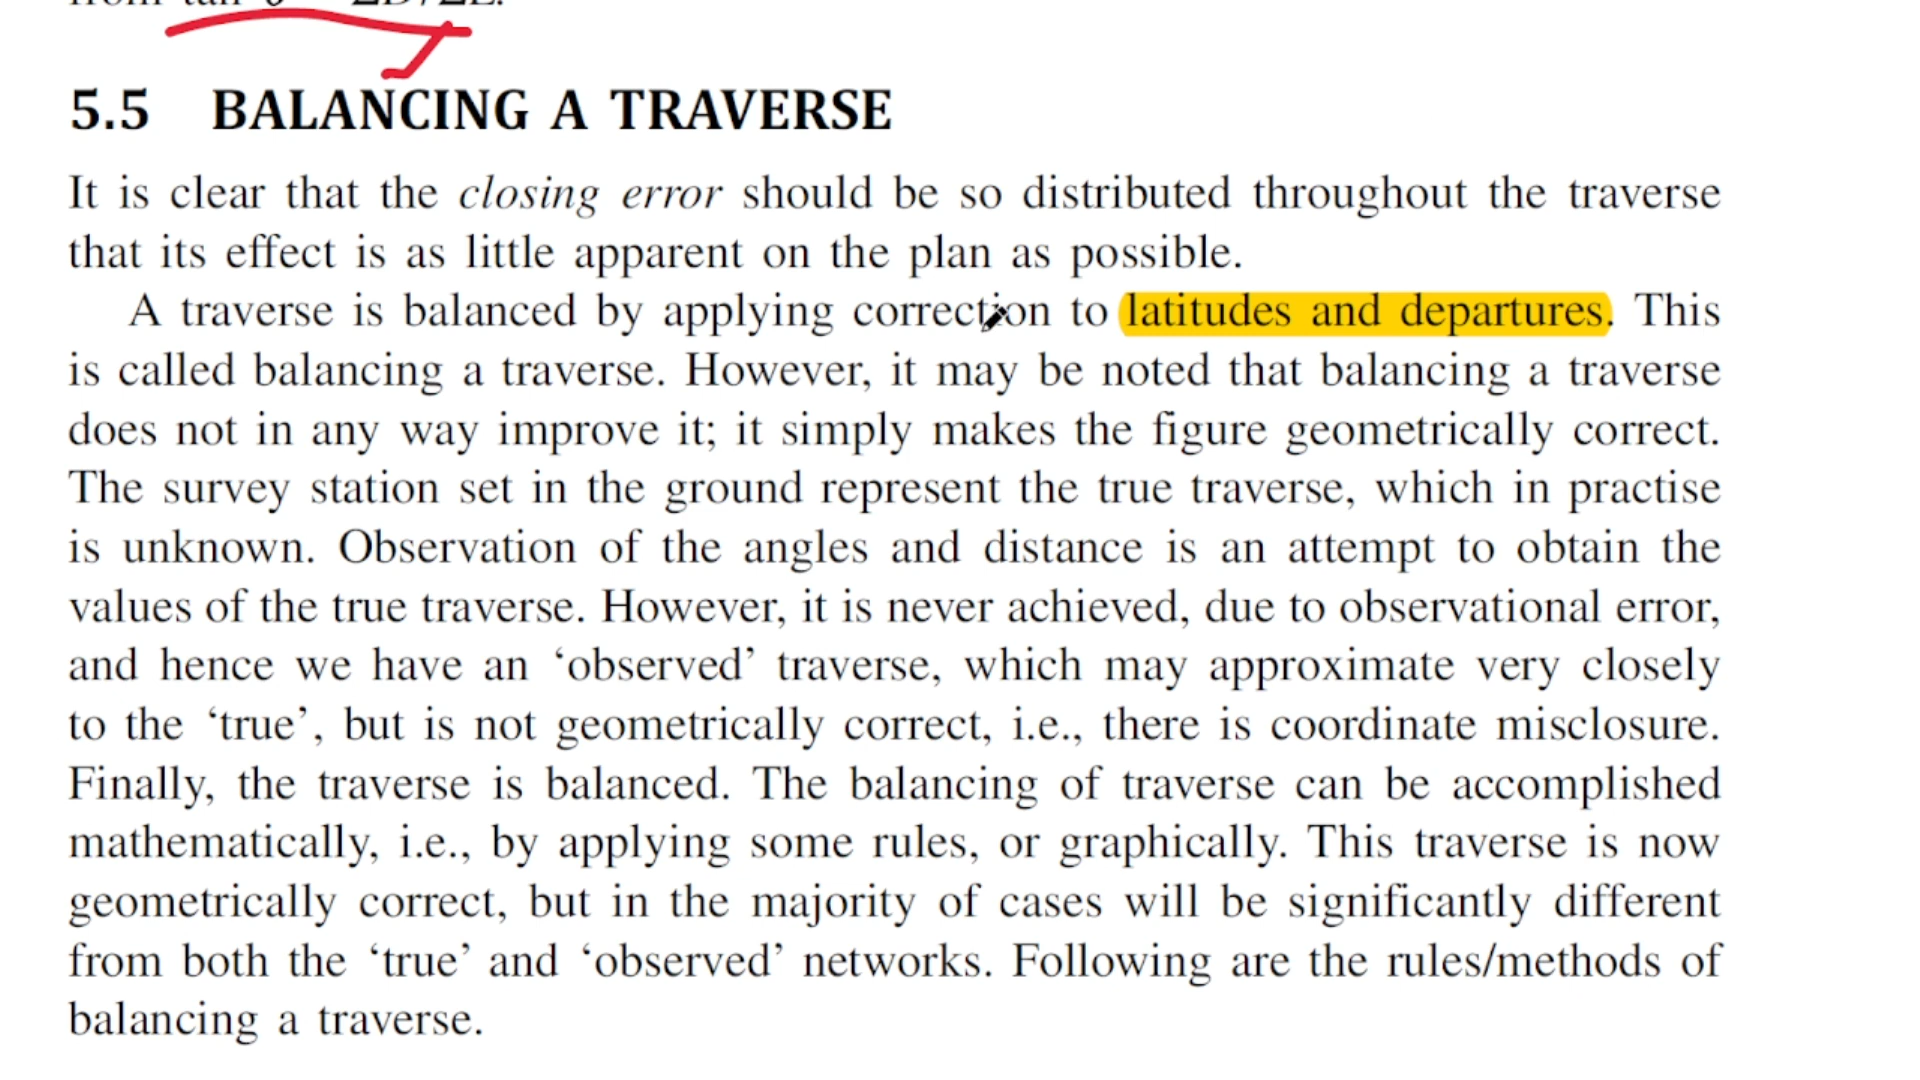 5.5 BALANCING A TRAVERSE
It is clear that the closing error should be so distributed throughout the traverse
that its effect is as little apparent on the plan as possible.
A traverse is balanced by applying correction to latitudes and departures. This
is called balancing a traverse. However, it may be noted that balancing a traverse
does not in any way improve it; it simply makes the figure geometrically correct.
The survey station set in the ground represent the true traverse, which in practise
is unknown. Observation of the angles and distance is an attempt to obtain the
values of the true traverse. However, it is never achieved, due to observational error,
and hence we have an ‘observed’ traverse, which may approximate very closely
to the ‘true’, but is not geometrically correct, i.e., there is coordinate misclosure.
Finally, the traverse is balanced. The balancing of traverse can be accomplished
mathematically, i.e., by applying some rules, or graphically. This traverse is now
geometrically correct, but in the majority of cases will be significantly different
from both the ‘true’ and ‘observed’ networks. Following are the rules/methods of
balancing a traverse.